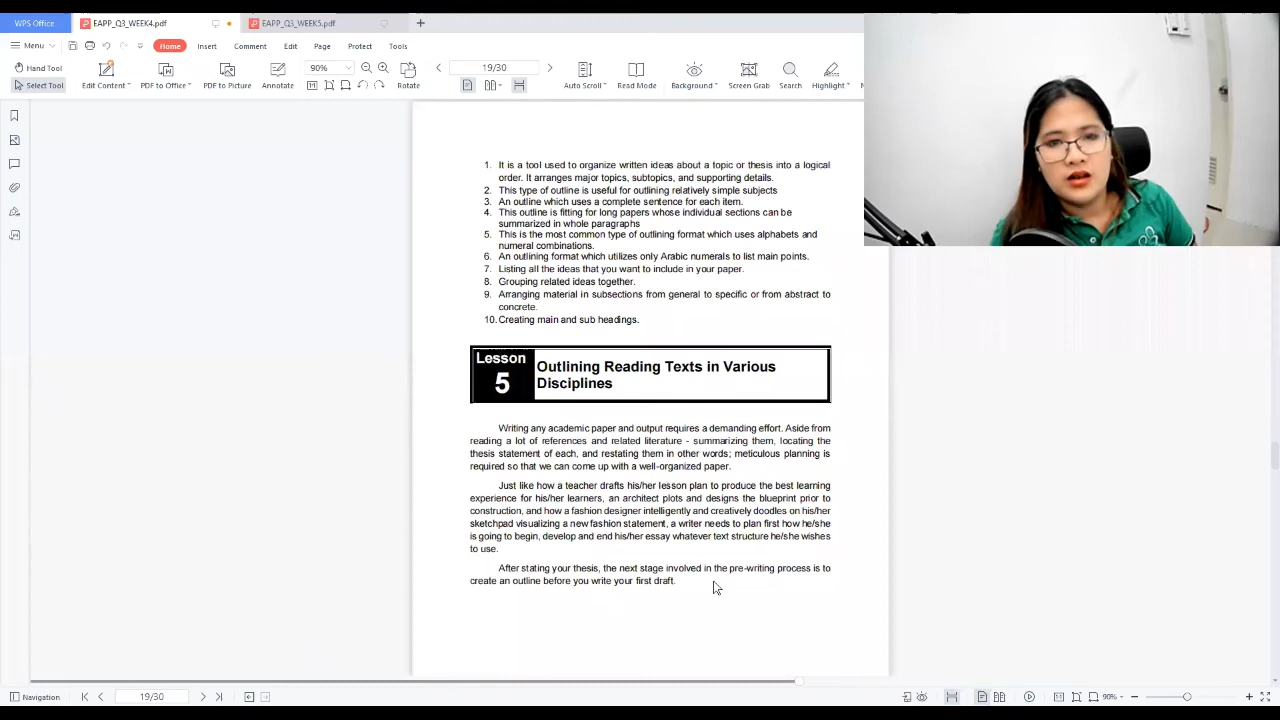 WPS Office
EAPP_Q3_WEEK4.pdf
EAPP_Q3_WEEK5.pdf
Menu
Home
Insert
Comment
Edit
Page
Protect
Tools
Hand Tool
Select Tool
Edit Content
PDF to Office
PDF to Picture
Annotate
90%
Rotate
19/30
Auto Scroll
Read Mode
Background
Screen Grab
Search
Highlight
1. It is a tool used to organize written ideas about a topic or thesis into a logical
order. It arranges major topics, subtopics, and supporting details.
2. This type of outline is useful for outlining relatively simple subjects
3. An outline which uses a complete sentence for each item.
4. This outline is fitting for long papers whose individual sections can be
summarized in whole paragraphs
5. This is the most common type of outlining format which uses alphabets and
numeral combinations.
6. An outlining format which utilizes only Arabic numerals to list main points.
7. Listing all the ideas that you want to include in your paper.
8. Grouping related ideas together.
9. Arranging material in subsections from general to specific or from abstract to
concrete.
10. Creating main and sub headings.
Lesson
5
Outlining Reading Texts in Various
Disciplines
Writing any academic paper and output requires a demanding effort. Aside from
reading a lot of references and related literature - summarizing them, locating the
thesis statement of each, and restating them in other words; meticulous planning is
required so that we can come up with a well-organized paper.
Just like how a teacher drafts his/her lesson plan to produce the best learning
experience for his/her learners, an architect plots and designs the blueprint prior to
construction, and how a fashion designer intelligently and creatively doodles on his/her
sketchpad visualizing a new fashion statement, a writer needs to plan first how he/she
is going to begin, develop and end his/her essay whatever text structure he/she wishes
to use.
After stating your thesis, the next stage involved in the pre-writing process is to
create an outline before you write your first draft.
Navigation
19/30
90%